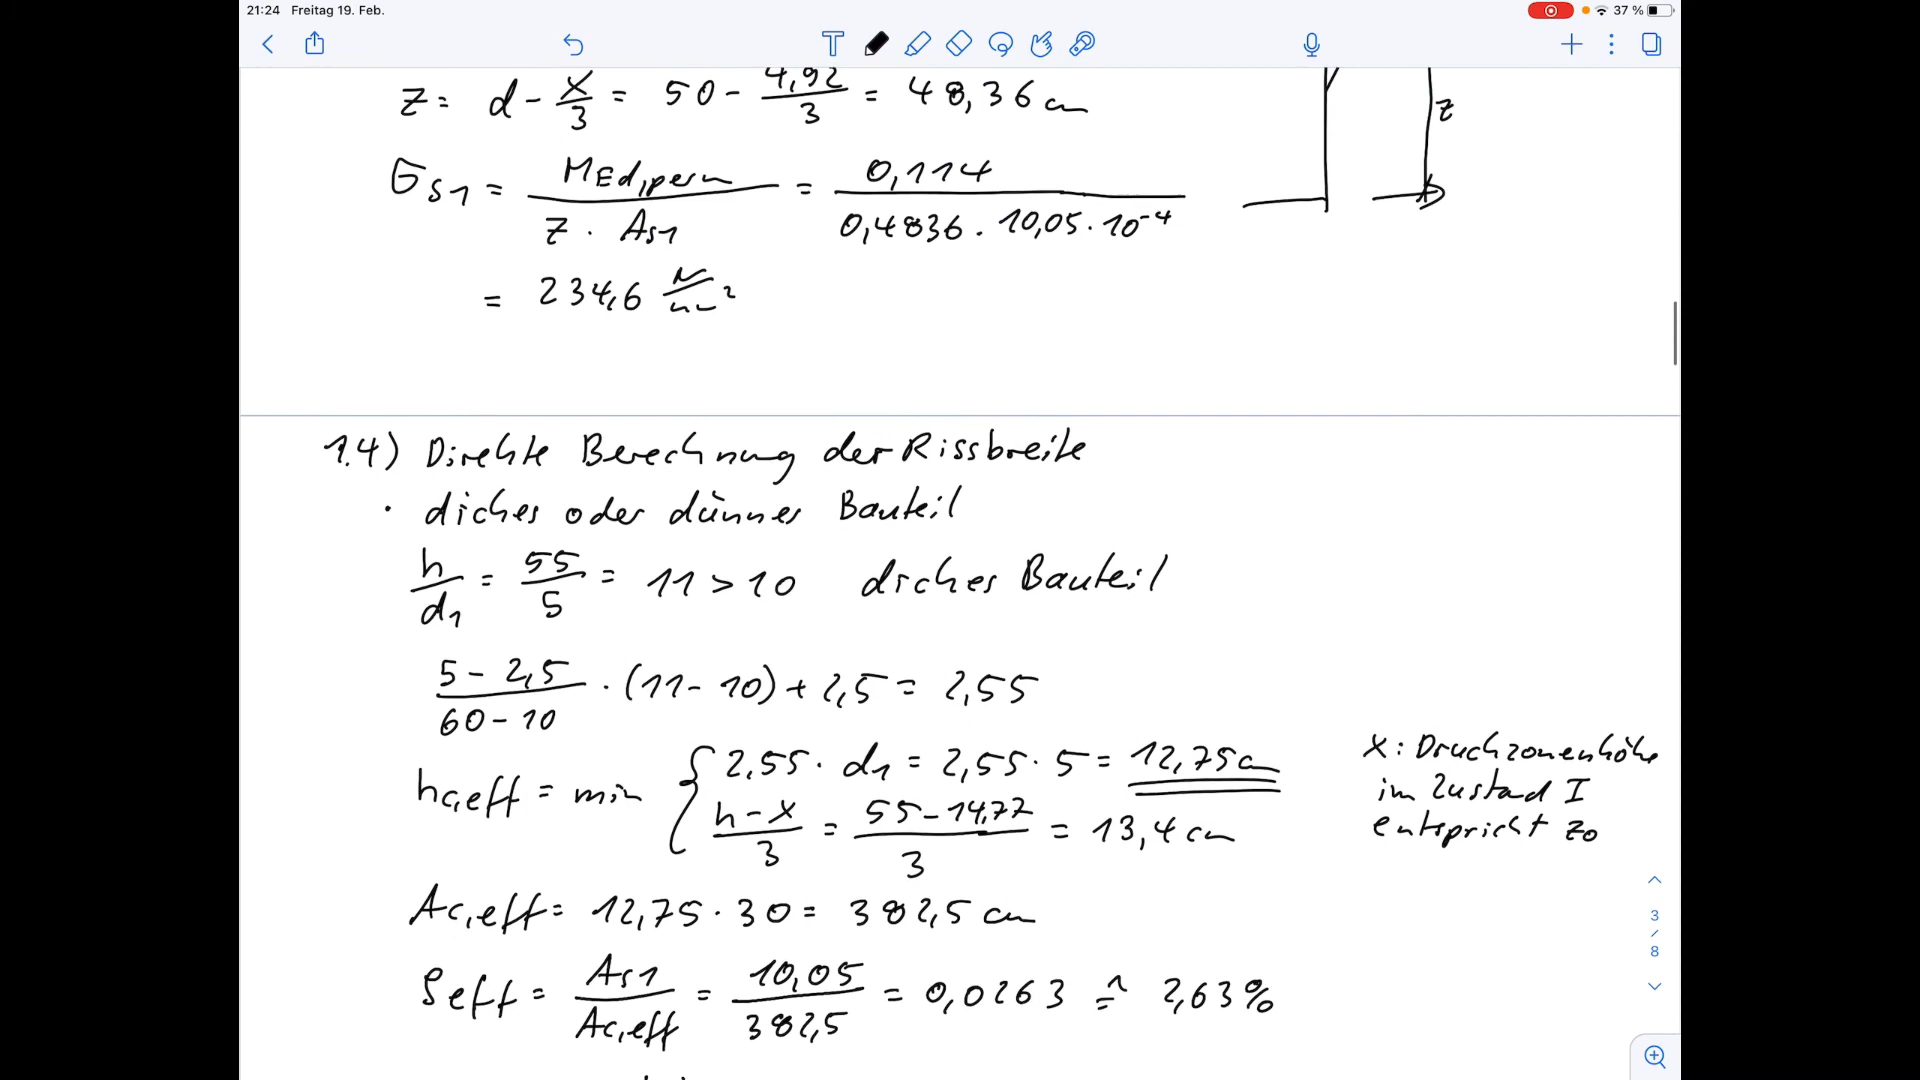 21:24 Freitag 19. Feb. 37 %
z = d - x/3 = 50 - 4,92/3 = 48,36 cm
z
σs1 = MEd,perm / (z · As1) = 0,114 / (0,4836 · 10,05 · 10^-4)
= 234,6 N/mm²
1.4) Direkte Berechnung der Rissbreite
· dickes oder dünnes Bauteil
h/d1 = 55/5 = 11 > 10 dickes Bauteil
(5 - 2,5)/(60 - 10) · (11 - 10) + 2,5 = 2,55
hc,eff = min { 2,55 · d1 = 2,55 · 5 = 12,75 cm
(h - x)/3 = (55 - 14,77)/3 = 13,4 cm
x: Druckzonenhöhe
im Zustand I
entspricht z0
Ac,eff = 12,75 · 30 = 382,5 cm
ρeff = As1/Ac,eff = 10,05/382,5 = 0,0263 ≙ 2,63%
3
/
8